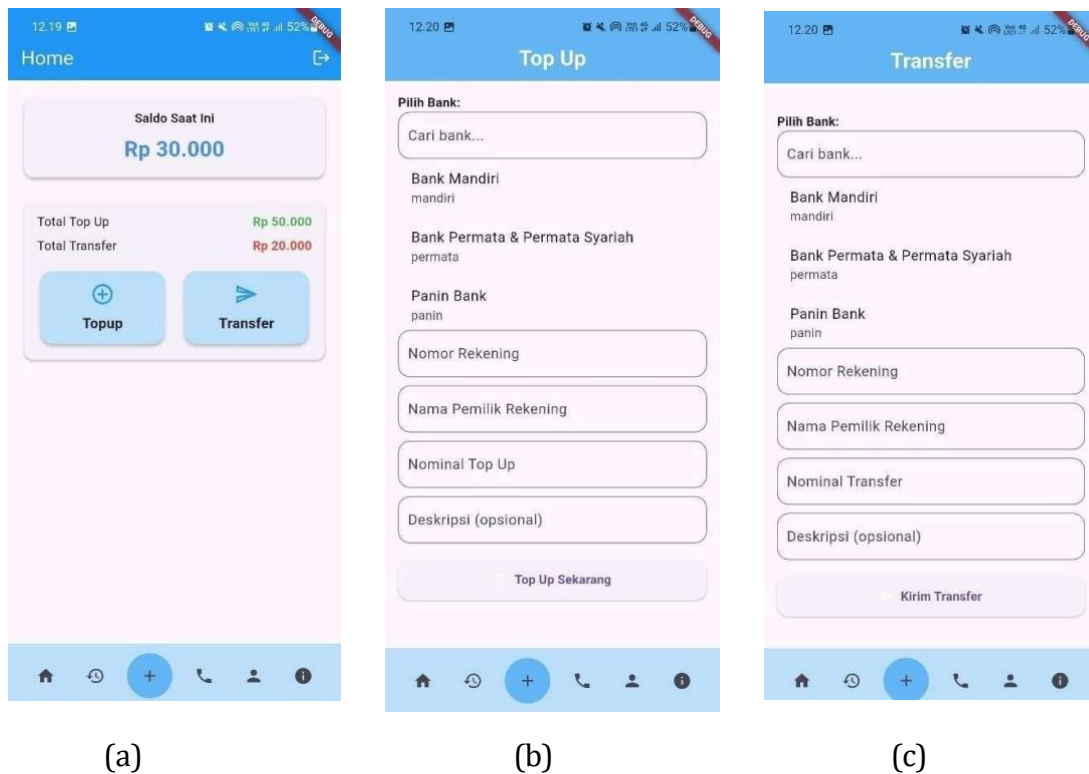 12.19
52%
DEBUG
Home
Saldo Saat Ini
Rp 30.000
Total Top Up Rp 50.000
Total Transfer Rp 20.000
Topup Transfer
(a)
12.20
52%
DEBUG
Top Up
Pilih Bank:
Cari bank...
Bank Mandiri
mandiri
Bank Permata & Permata Syariah
permata
Panin Bank
panin
Nomor Rekening
Nama Pemilik Rekening
Nominal Top Up
Deskripsi (opsional)
Top Up Sekarang
(b)
12.20
52%
DEBUG
Transfer
Pilih Bank:
Cari bank...
Bank Mandiri
mandiri
Bank Permata & Permata Syariah
permata
Panin Bank
panin
Nomor Rekening
Nama Pemilik Rekening
Nominal Transfer
Deskripsi (opsional)
Kirim Transfer
(c)